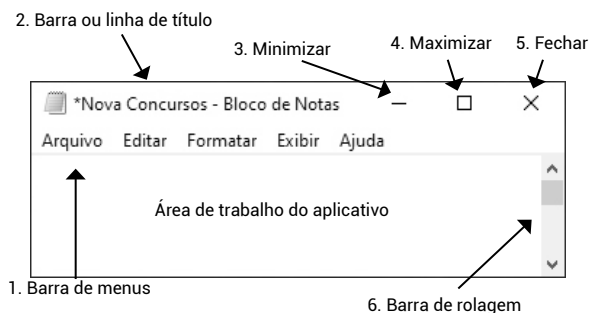 2. Barra ou linha de título
3. Minimizar
4. Maximizar
5. Fechar
*Nova Concursos - Bloco de Notas
Arquivo Editar Formatar Exibir Ajuda
Área de trabalho do aplicativo
1. Barra de menus
6. Barra de rolagem